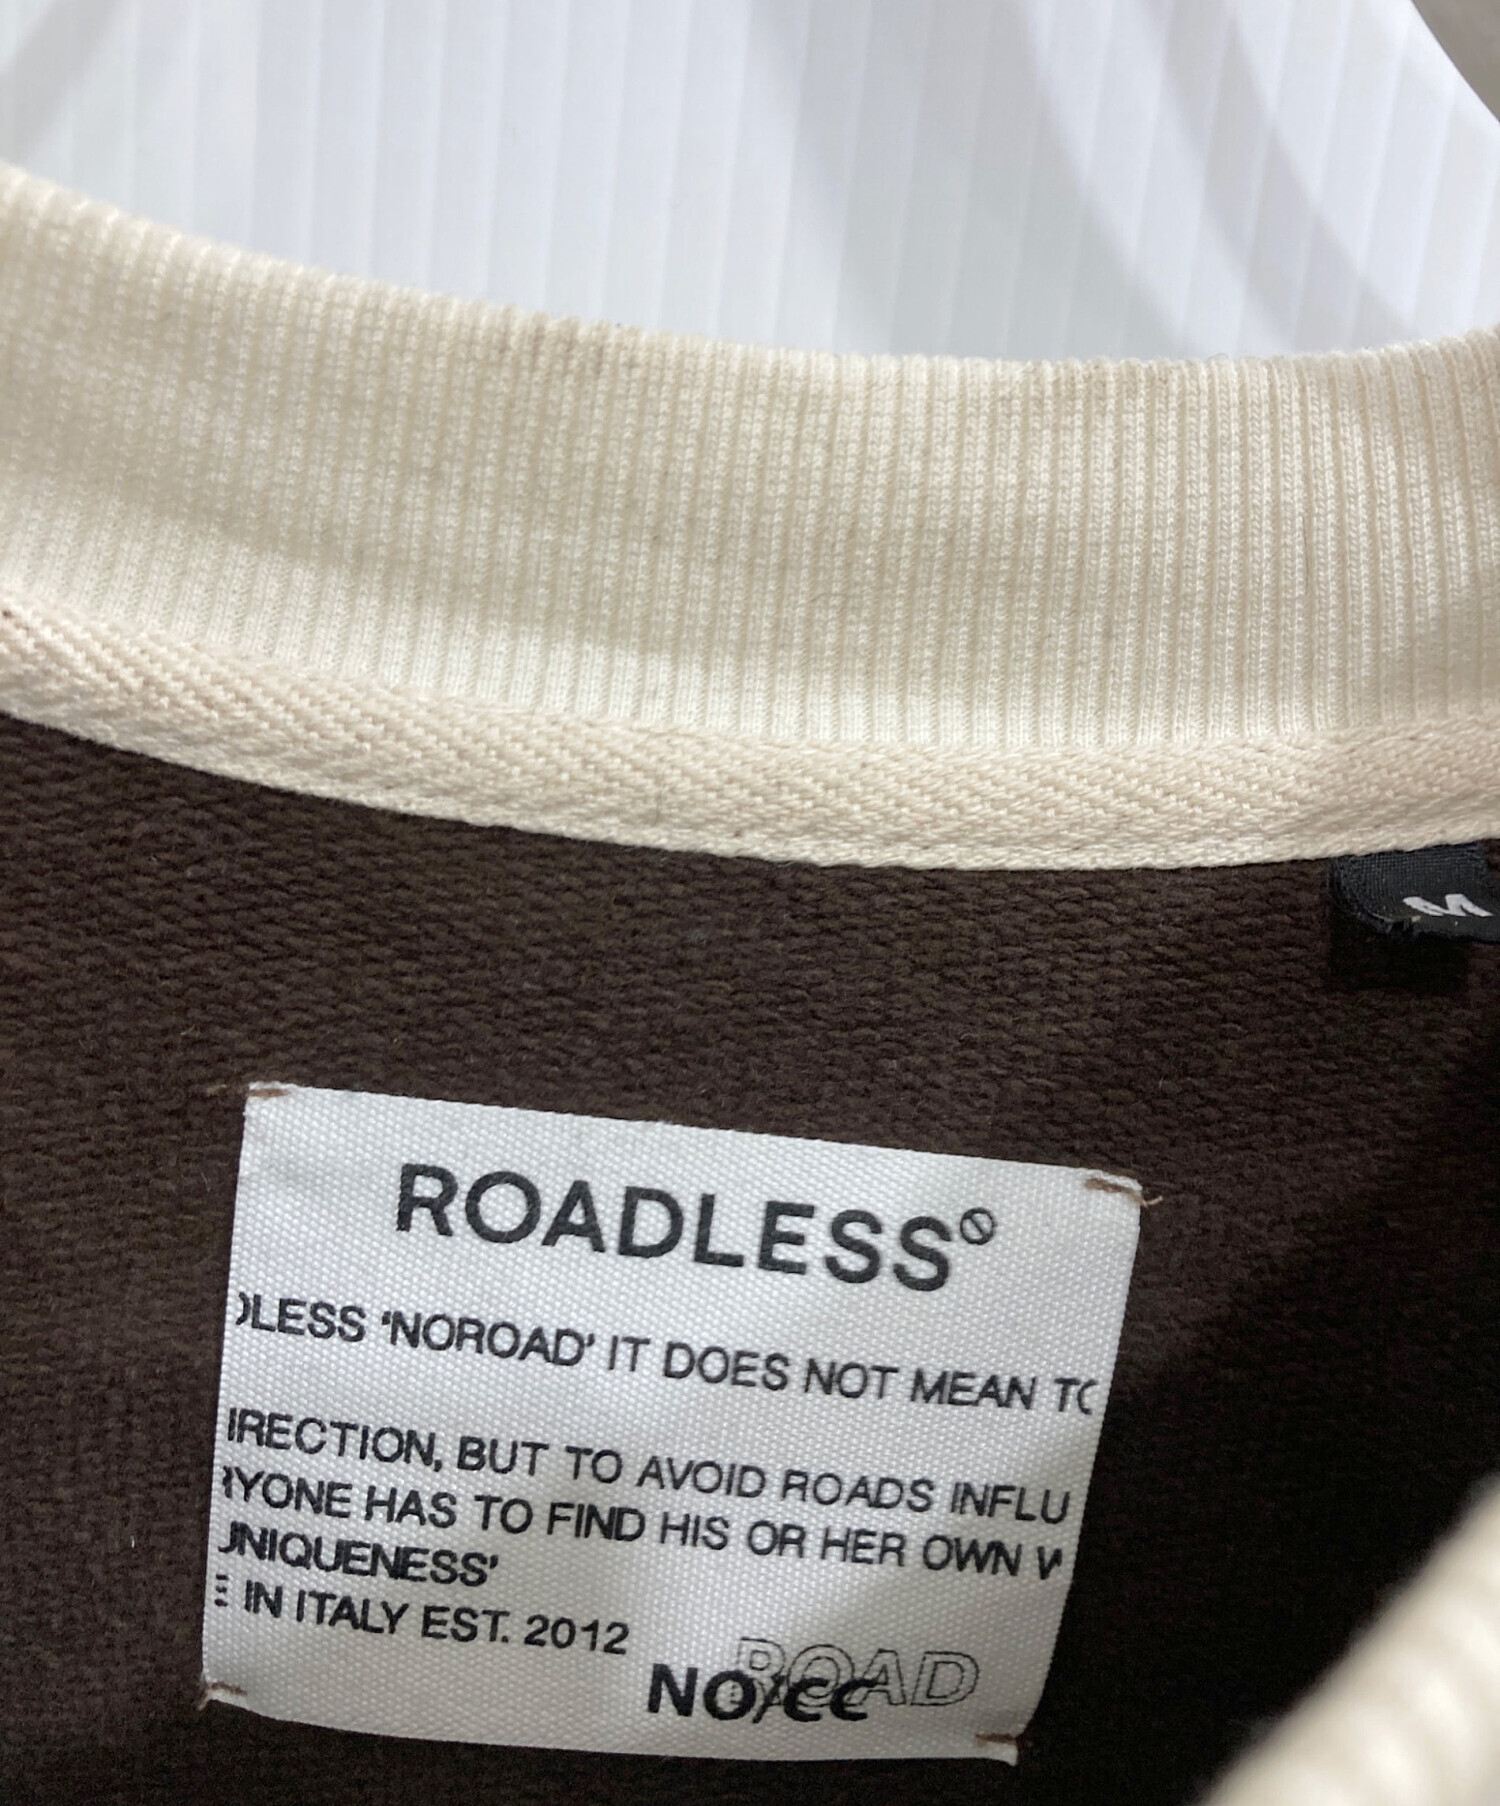 M
ROADLESS
DLESS ‘NOROAD’ IT DOES NOT MEAN TO
IRECTION, BUT TO AVOID ROADS INFLU
RYONE HAS TO FIND HIS OR HER OWN W
UNIQUENESS’
E IN ITALY EST. 2012
ROAD
NO/CC